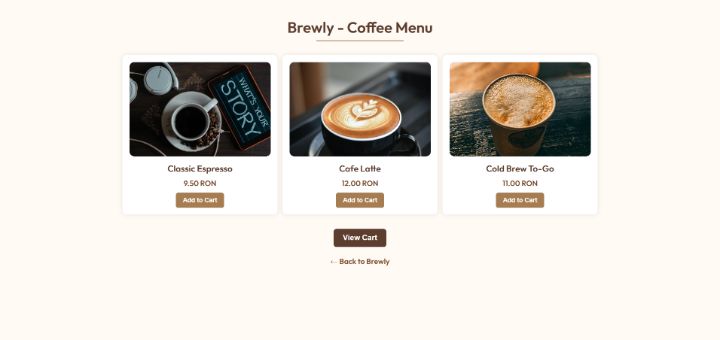 Brewly - Coffee Menu
WHAT'S YOUR
STORY
Classic Espresso
9.50 RON
Add to Cart
Cafe Latte
12.00 RON
Add to Cart
Cold Brew To-Go
11.00 RON
Add to Cart
View Cart
← Back to Brewly